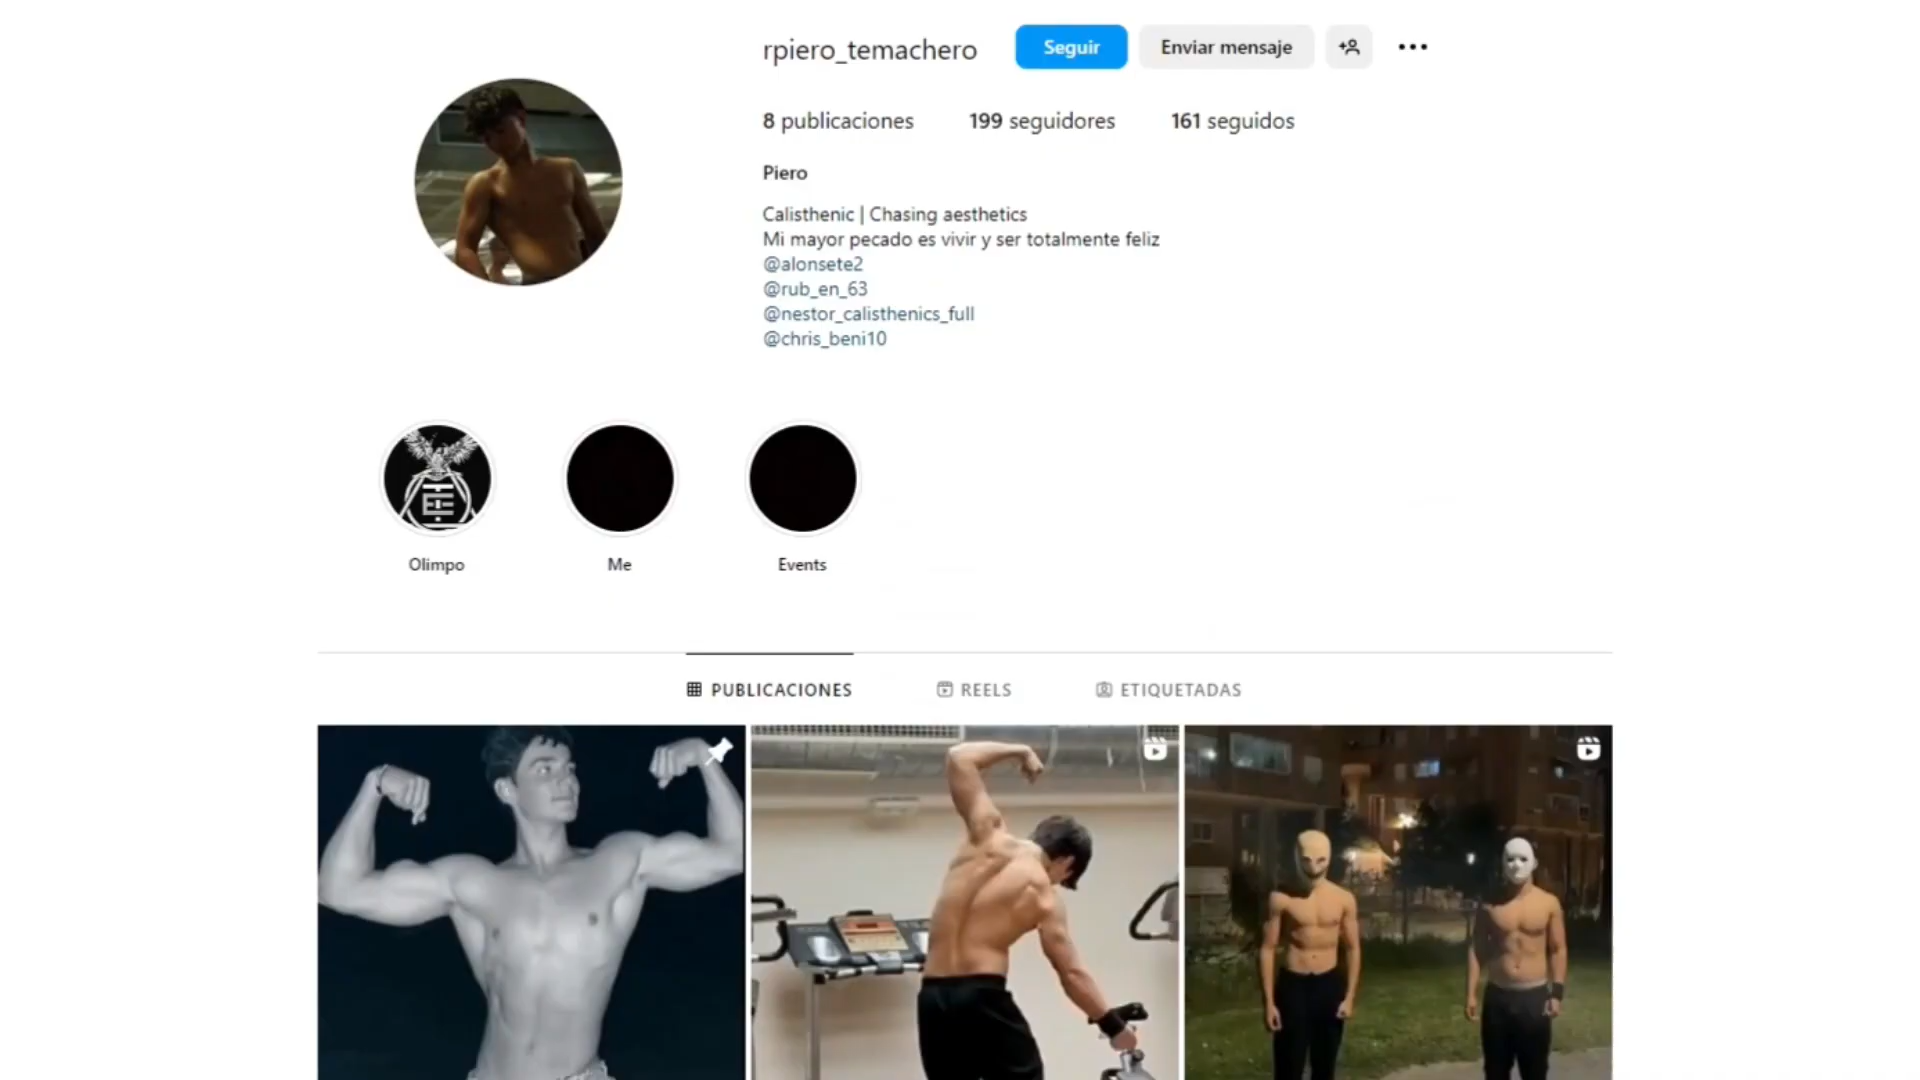 rpiero_temachero
Seguir
Enviar mensaje
8 publicaciones
199 seguidores
161 seguidos
Piero
Calisthenic | Chasing aesthetics
Mi mayor pecado es vivir y ser totalmente feliz
@alonsete2
@rub_en_63
@nestor_calisthenics_full
@chris_beni10
Olimpo
Me
Events
PUBLICACIONES
REELS
ETIQUETADAS